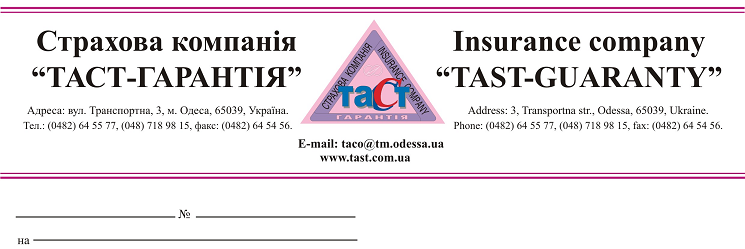 Страхова компанія
“ТАСТ-ГАРАНТІЯ”
Адреса: вул. Транспортна, 3, м. Одеса, 65039, Україна.
Тел.: (0482) 64 55 77, (048) 718 98 15, факс: (0482) 64 54 56.
СТРАХОВА КОМПАНІЯ
INSURANCE COMPANY
таСт
ГАРАНТІЯ
E-mail: taco@tm.odessa.ua
www.tast.com.ua
Insurance company
“TAST-GUARANTY”
Address: 3, Transportna str., Odessa, 65039, Ukraine.
Phone: (0482) 64 55 77, (048) 718 98 15, fax: (0482) 64 54 56.
№
на